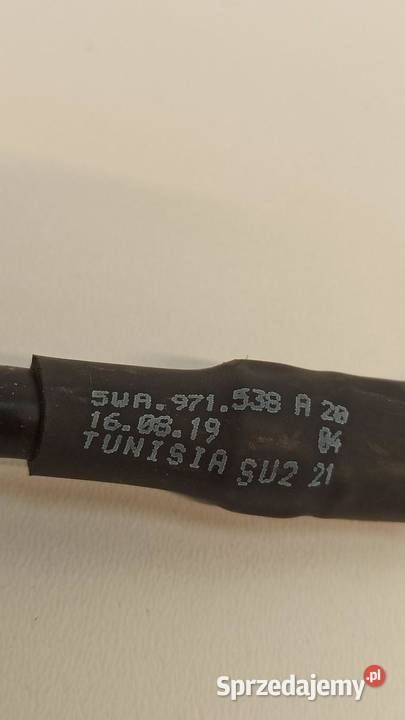 5WA.971.538 A 20
16.08.19 04
TUNISIA SU2 21
Sprzedajemy.pl